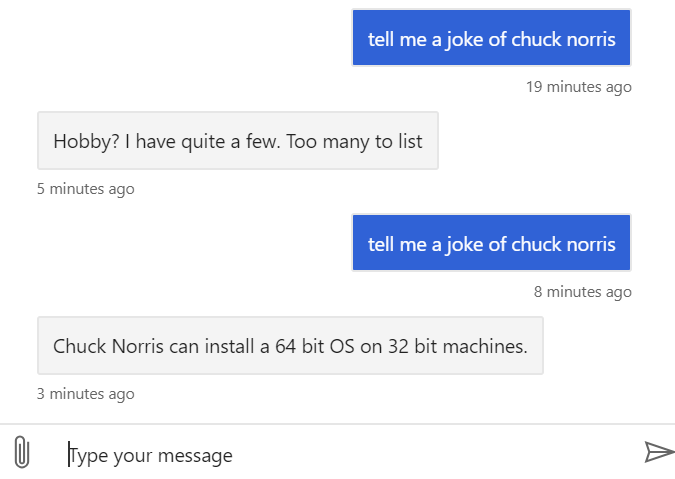 tell me a joke of chuck norris
19 minutes ago
Hobby? I have quite a few. Too many to list
5 minutes ago
tell me a joke of chuck norris
8 minutes ago
Chuck Norris can install a 64 bit OS on 32 bit machines.
3 minutes ago
Type your message